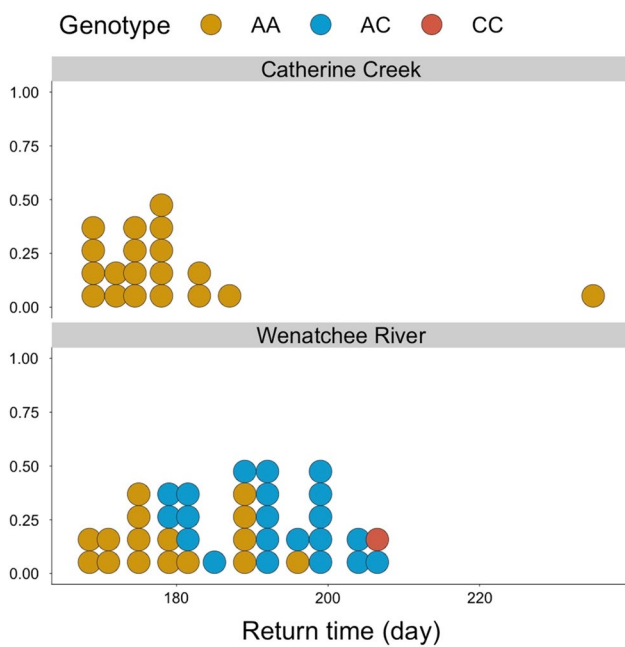 Genotype AA AC CC
Catherine Creek
1.00
0.75
0.50
0.25
0.00
Wenatchee River
1.00
0.75
0.50
0.25
0.00
180 200 220
Return time (day)